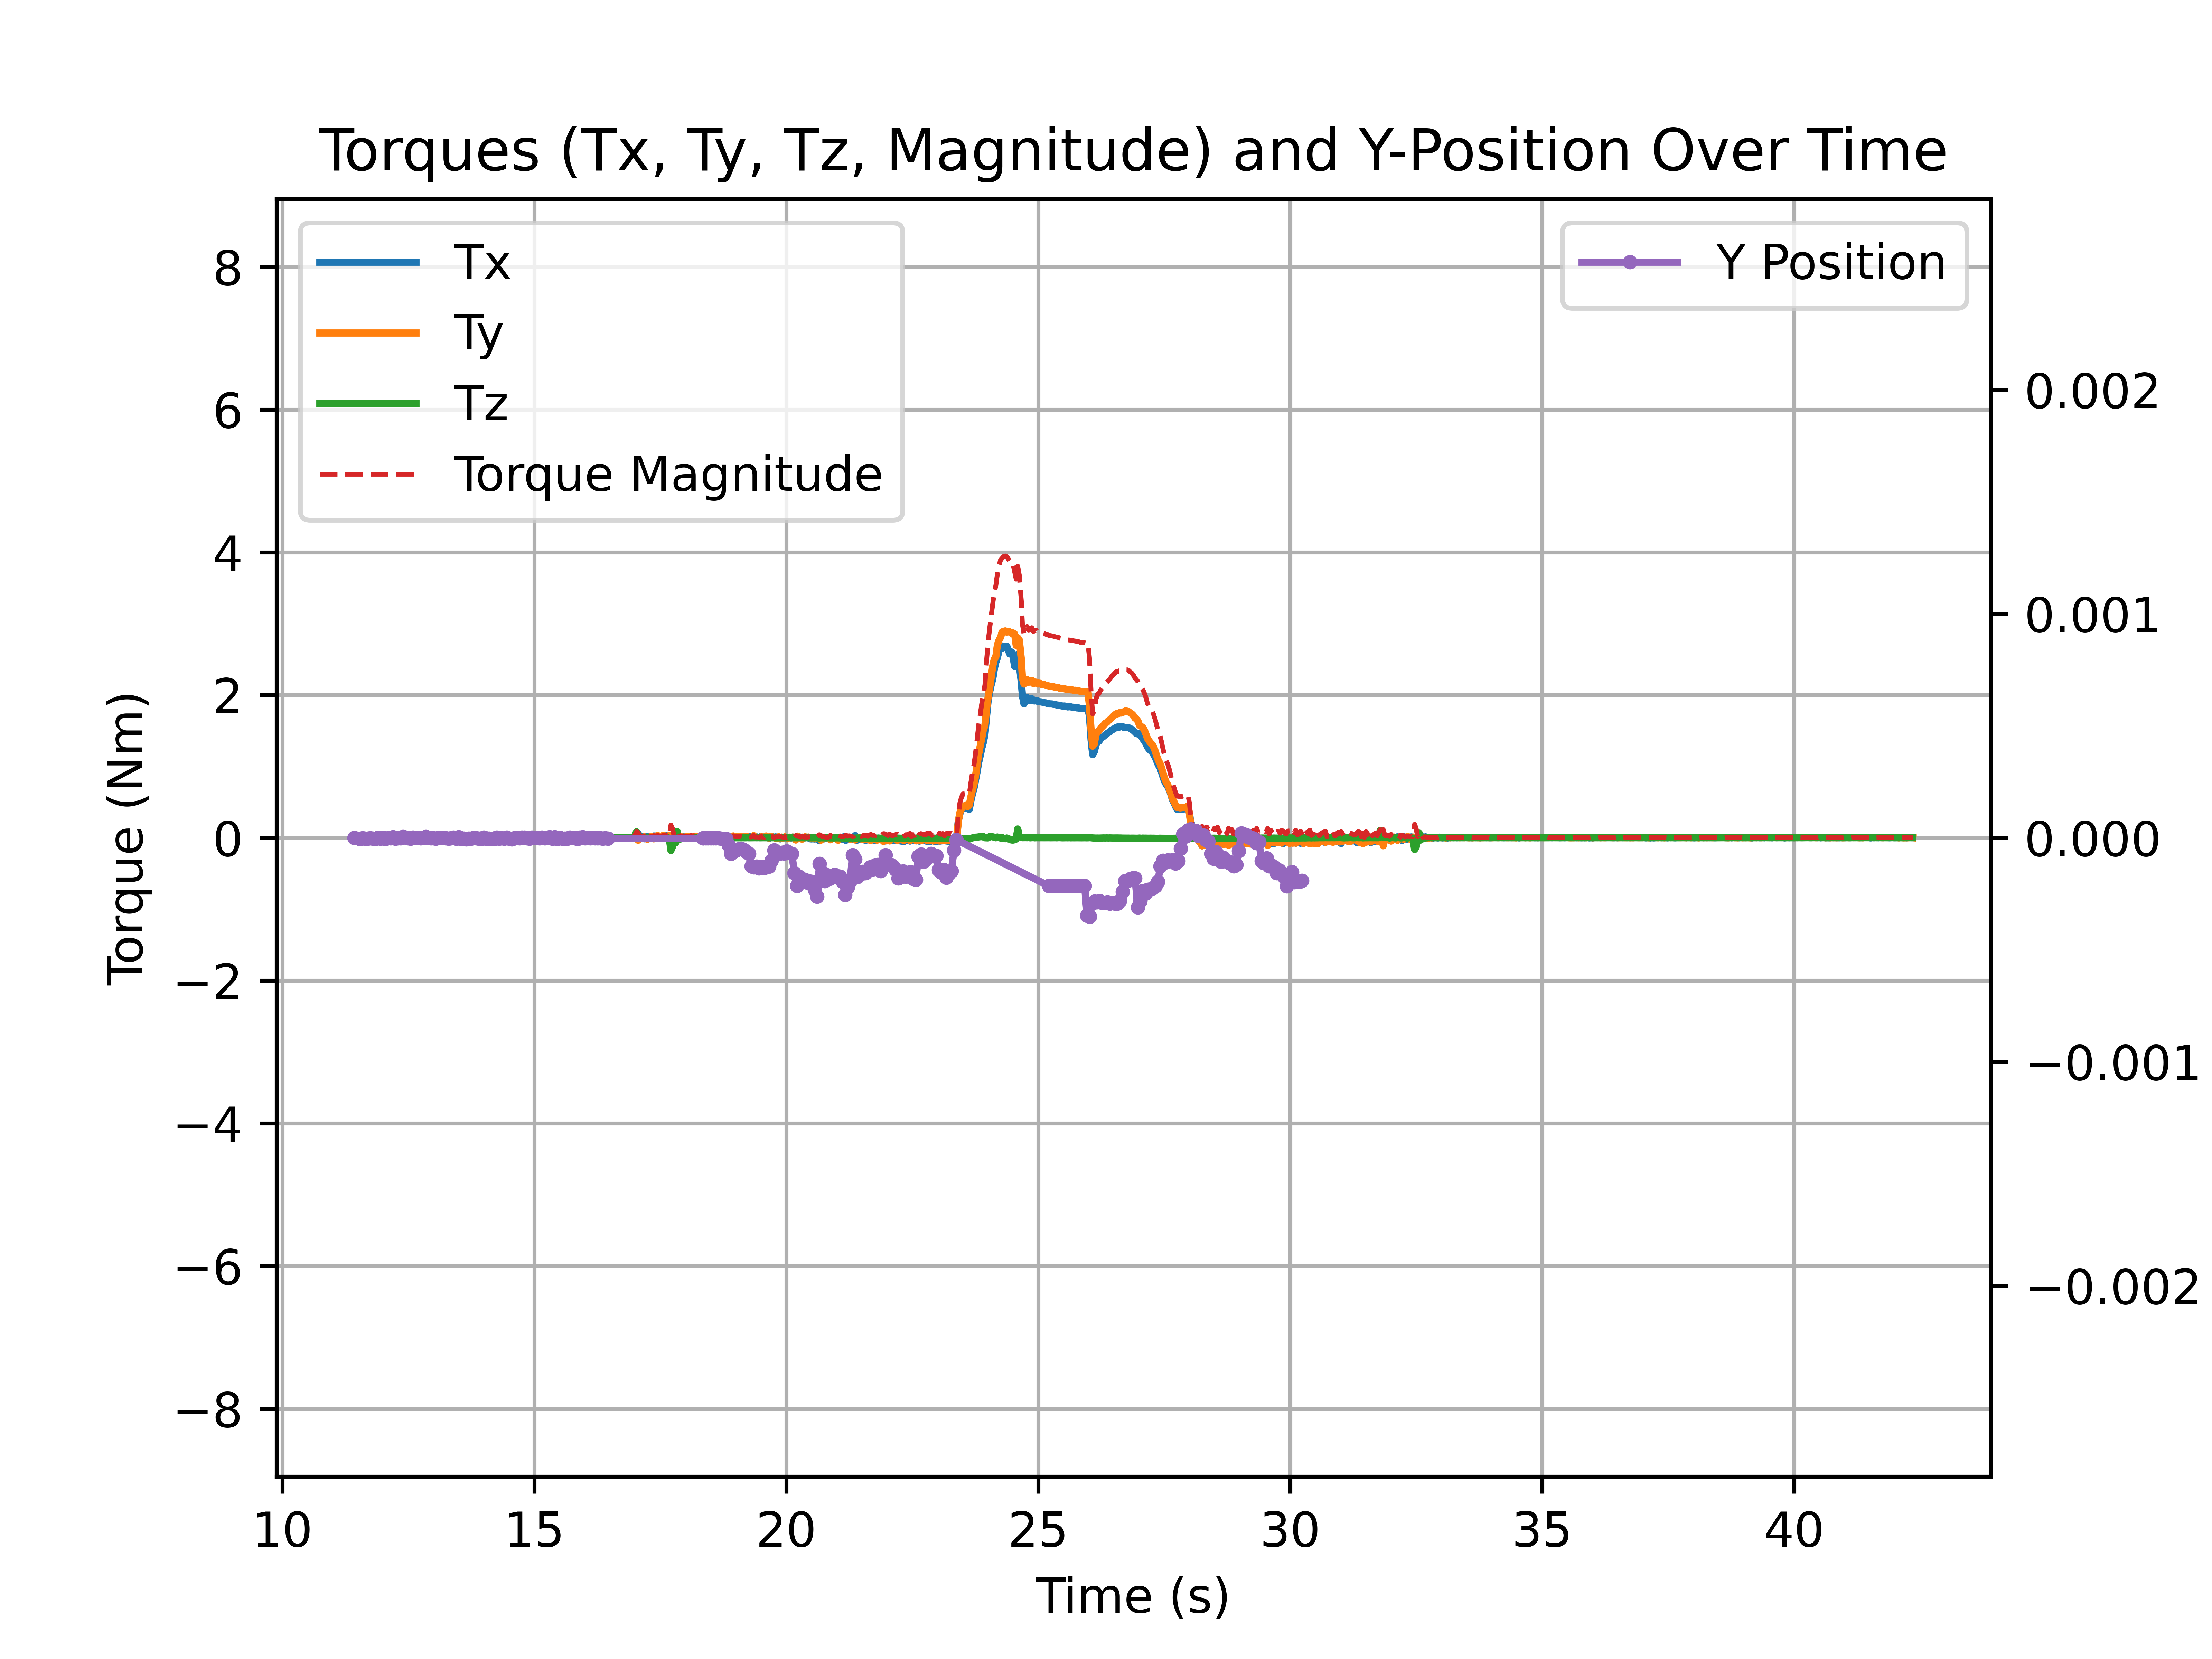 Torques (Tx, Ty, Tz, Magnitude) and Y-Position Over Time
Tx
Ty
Tz
Torque Magnitude
Y Position
8
6
4
2
0
−2
−4
−6
−8
Torque (Nm)
0.002
0.001
0.000
−0.001
−0.002
10 15 20 25 30 35 40
Time (s)